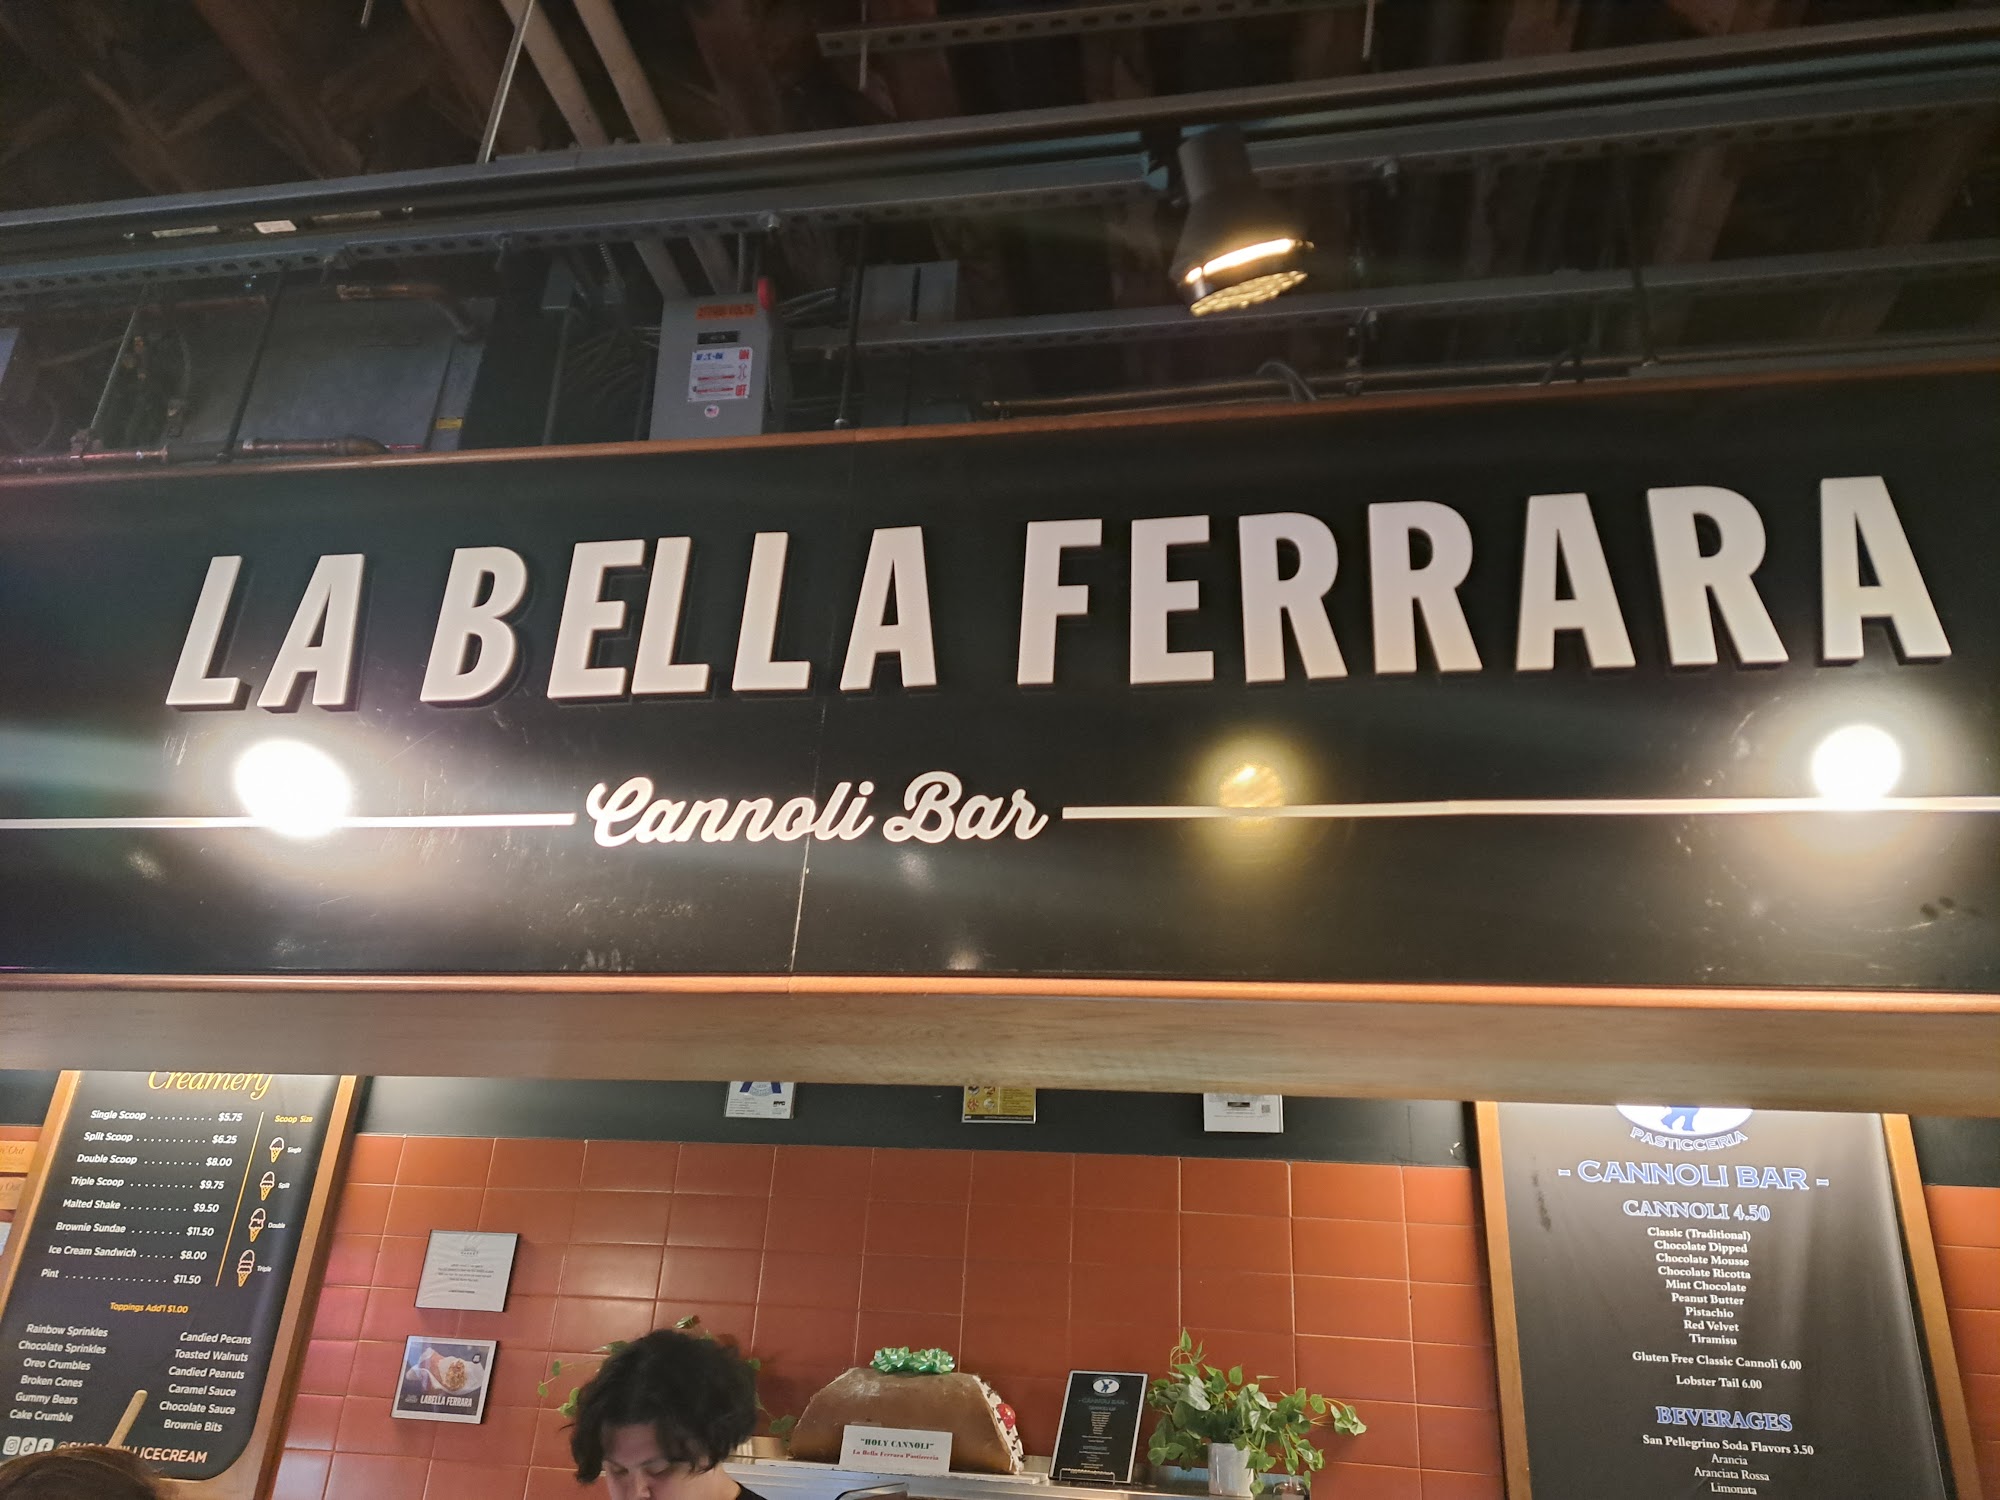 LA BELLA FERRARA
Cannoli Bar
Creamery
Single Scoop ......... $5.75
Split Scoop .......... $6.25
Double Scoop ........ $8.00
Triple Scoop ......... $9.75
Malted Shake ......... $9.50
Brownie Sundae ...... $11.50
Ice Cream Sandwich ..... $8.00
Pint .............. $11.50
Scoop Size
Single
Split
Double
Triple
Toppings Add'l $1.00
Rainbow Sprinkles
Chocolate Sprinkles
Oreo Crumbles
Broken Cones
Gummy Bears
Cake Crumble
Candied Pecans
Toasted Walnuts
Candied Peanuts
Caramel Sauce
Chocolate Sauce
Brownie Bits
LABELLA FERRARA
"HOLY CANNOLI"
La Bella Ferrara Pasticceria
CANNOLI BAR
PASTICCERIA
- CANNOLI BAR -
CANNOLI 4.50
Classic (Traditional)
Chocolate Dipped
Chocolate Mousse
Chocolate Ricotta
Mint Chocolate
Peanut Butter
Pistachio
Red Velvet
Tiramisu
Gluten Free Classic Cannoli 6.00
Lobster Tail 6.00
BEVERAGES
San Pellegrino Soda Flavors 3.50
Arancia
Aranciata Rossa
Limonata